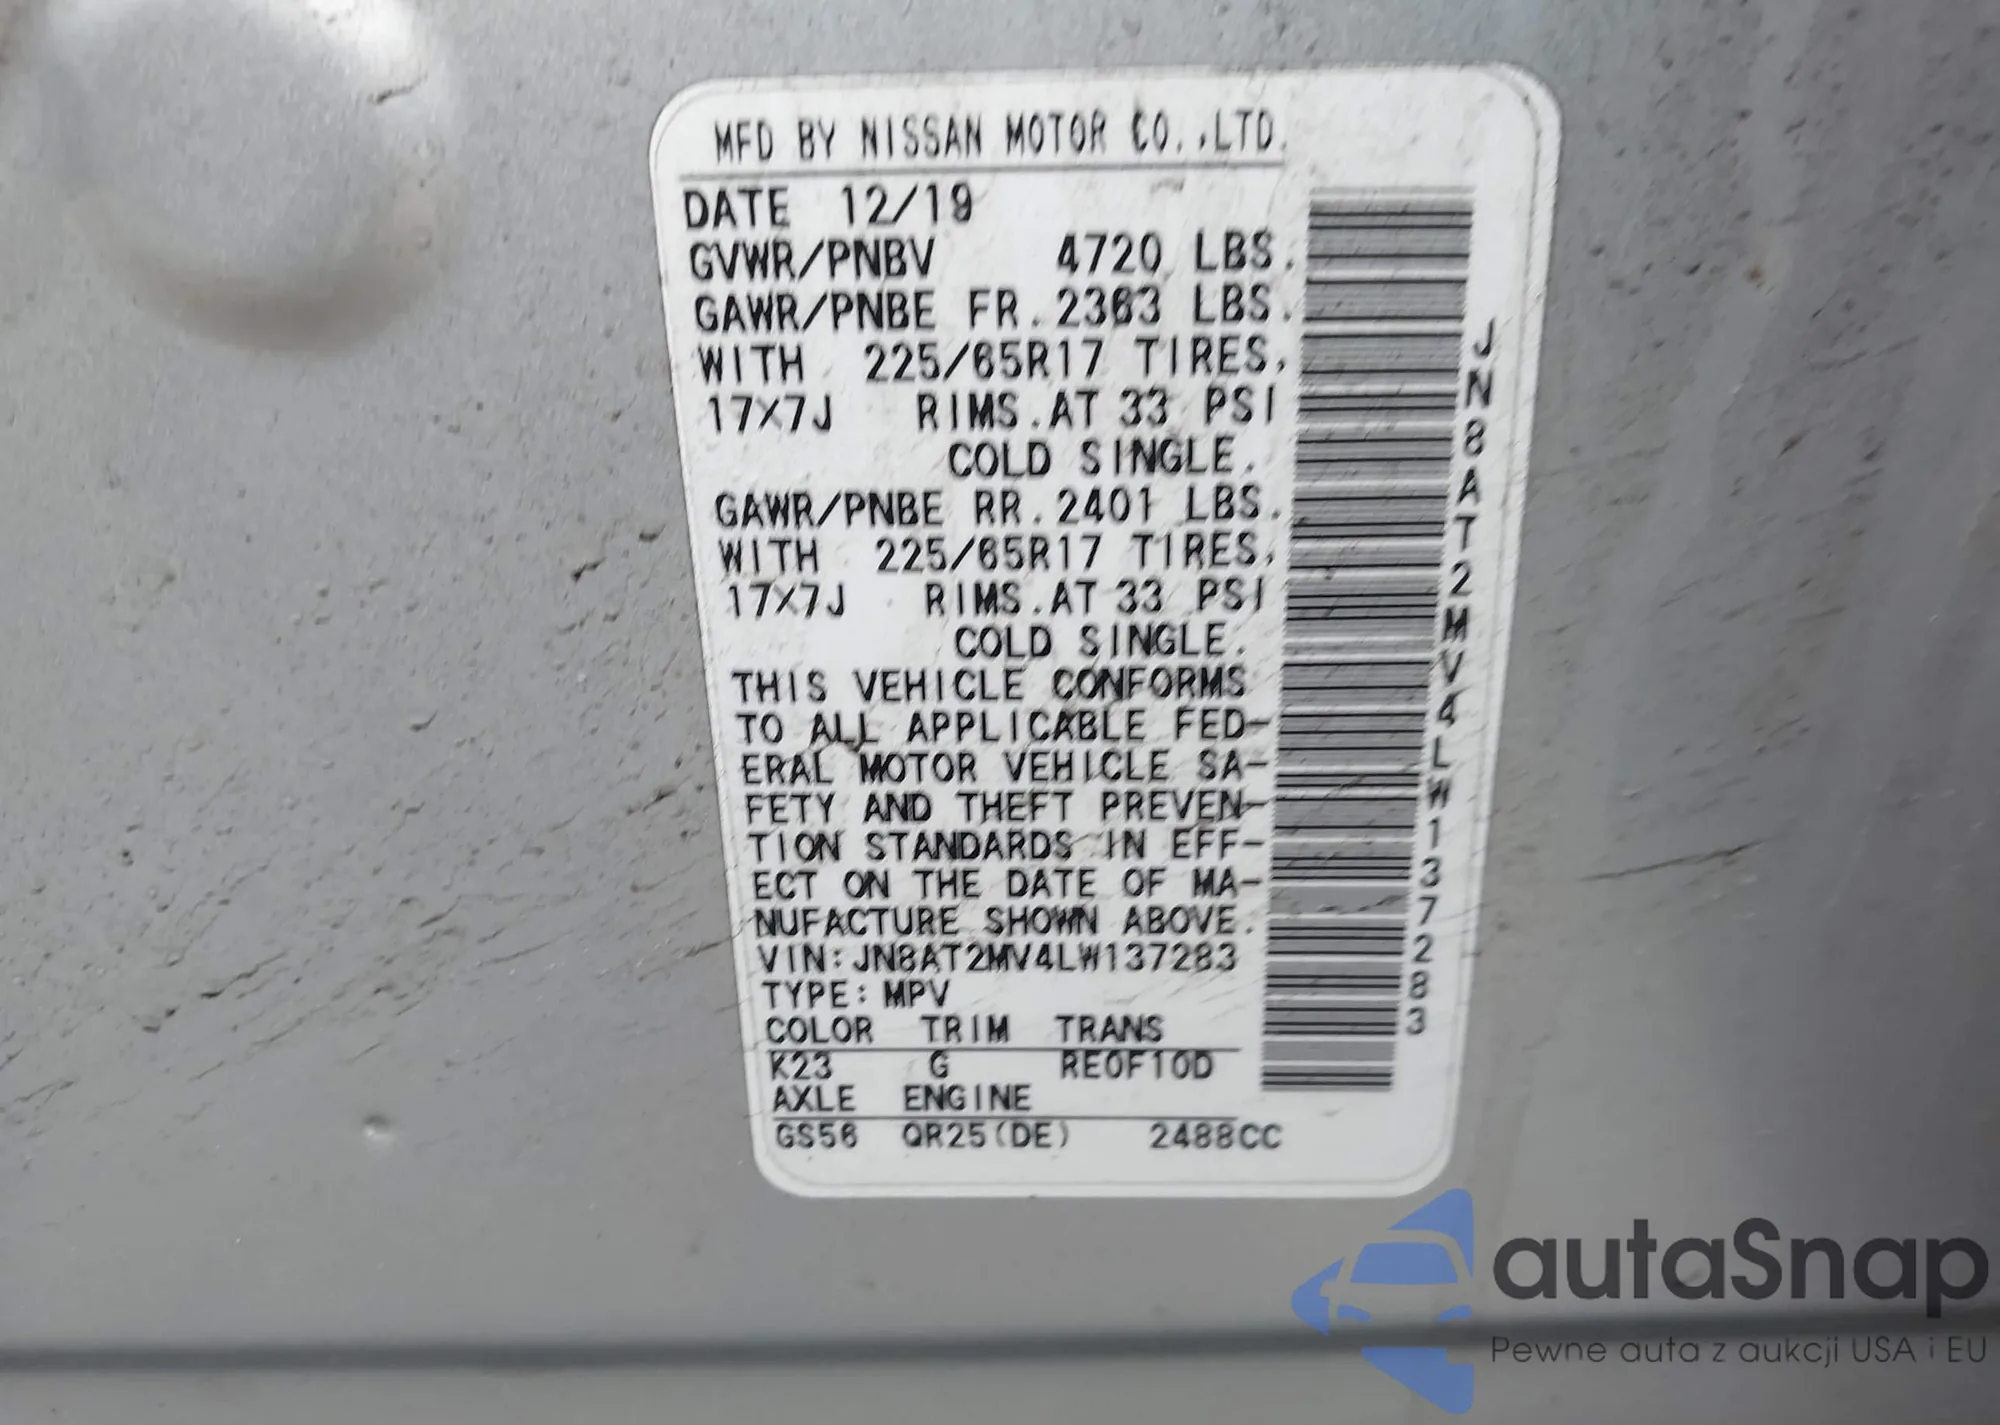 MFD BY NISSAN MOTOR CO.,LTD.
DATE 12/19
GVWR/PNBV 4720 LBS.
GAWR/PNBE FR. 2363 LBS.
WITH 225/65R17 TIRES,
17X7J RIMS.AT 33 PSI
COLD SINGLE.
GAWR/PNBE RR. 2401 LBS.
WITH 225/65R17 TIRES,
17X7J RIMS.AT 33 PSI
COLD SINGLE.
THIS VEHICLE CONFORMS
TO ALL APPLICABLE FED-
ERAL MOTOR VEHICLE SA-
FETY AND THEFT PREVEN-
TION STANDARDS IN EFF-
ECT ON THE DATE OF MA-
NUFACTURE SHOWN ABOVE.
VIN:JN8AT2MV4LW137283
TYPE:MPV
COLOR TRIM TRANS
K23 G RE0F10D
AXLE ENGINE
GS56 QR25(DE) 2488CC
JN8AT2MV4LW137283
autaSnap
Pewne auta z aukcji USA i EU